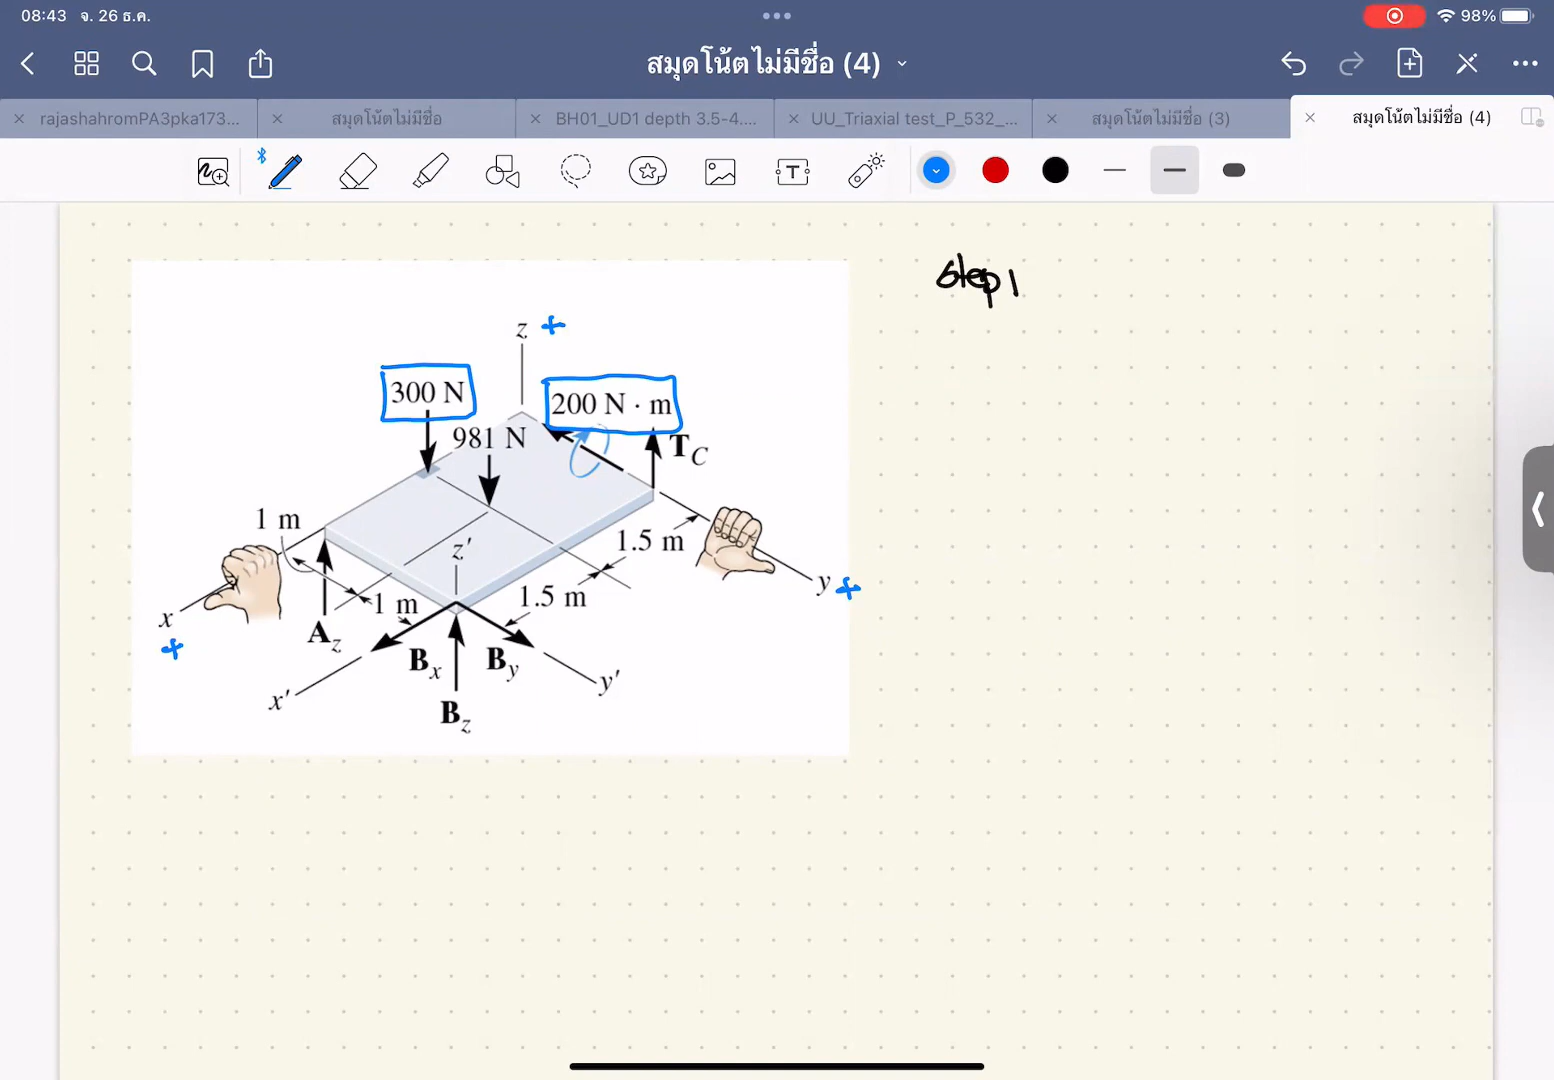 08:43 จ. 26 ธ.ค.
98%
สมุดโน้ตไม่มีชื่อ (4)
rajashahromPA3pka173...
สมุดโน้ตไม่มีชื่อ
BH01_UD1 depth 3.5-4....
UU_Triaxial test_P_532_...
สมุดโน้ตไม่มีชื่อ (3)
สมุดโน้ตไม่มีชื่อ (4)
T
step 1
z +
300 N
200 N · m
981 N
T_C
1 m
z'
1.5 m
y +
x
+
1 m
1.5 m
A_z
B_x
B_y
x'
y'
B_z